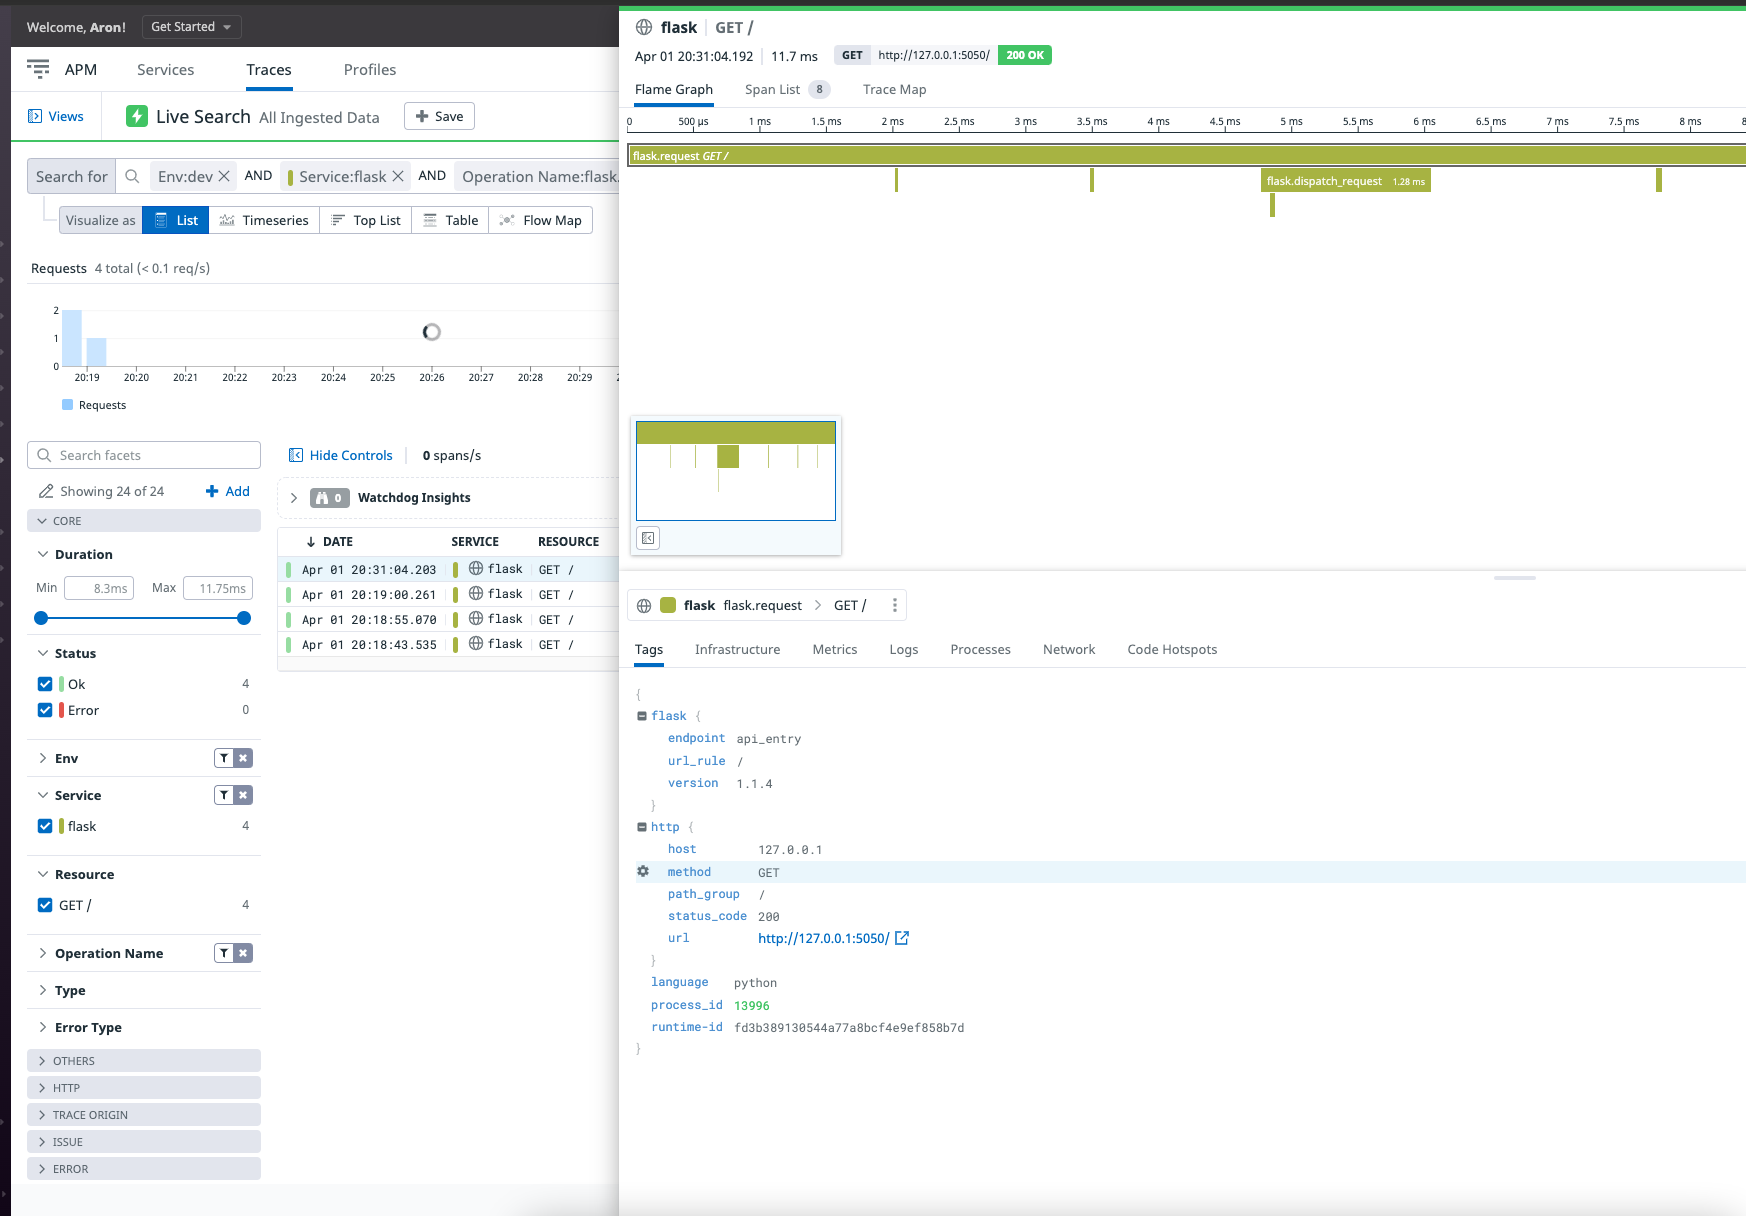 Welcome, Aron!
Get Started
APM
Services
Traces
Profiles
Views
Live Search
All Ingested Data
Save
Search for
Env:dev
AND
Service:flask
AND
Operation Name:flask.
Visualize as
List
Timeseries
Top List
Table
Flow Map
Requests 4 total (< 0.1 req/s)
2
1
0
20:19
20:20
20:21
20:22
20:23
20:24
20:25
20:26
20:27
20:28
20:29
Requests
Search facets
Showing 24 of 24
Add
CORE
Duration
Min
8.3ms
Max
11.75ms
Status
Ok 4
Error 0
Env
Service
flask 4
Resource
GET / 4
Operation Name
Type
Error Type
OTHERS
HTTP
TRACE ORIGIN
ISSUE
ERROR
Hide Controls
0 spans/s
0
Watchdog Insights
DATE SERVICE RESOURCE
Apr 01 20:31:04.203 flask GET /
Apr 01 20:19:00.261 flask GET /
Apr 01 20:18:55.070 flask GET /
Apr 01 20:18:43.535 flask GET /
flask GET /
Apr 01 20:31:04.192 11.7 ms GET http://127.0.0.1:5050/ 200 OK
Flame Graph
Span List 8
Trace Map
0
500 µs
1 ms
1.5 ms
2 ms
2.5 ms
3 ms
3.5 ms
4 ms
4.5 ms
5 ms
5.5 ms
6 ms
6.5 ms
7 ms
7.5 ms
8 ms
8
flask.request GET /
flask.dispatch_request 1.28 ms
flask flask.request > GET /
Tags
Infrastructure
Metrics
Logs
Processes
Network
Code Hotspots
{
flask {
endpoint api_entry
url_rule /
version 1.1.4
}
http {
host 127.0.0.1
method GET
path_group /
status_code 200
url http://127.0.0.1:5050/
}
language python
process_id 13996
runtime-id fd3b389130544a77a8bcf4e9ef858b7d
}